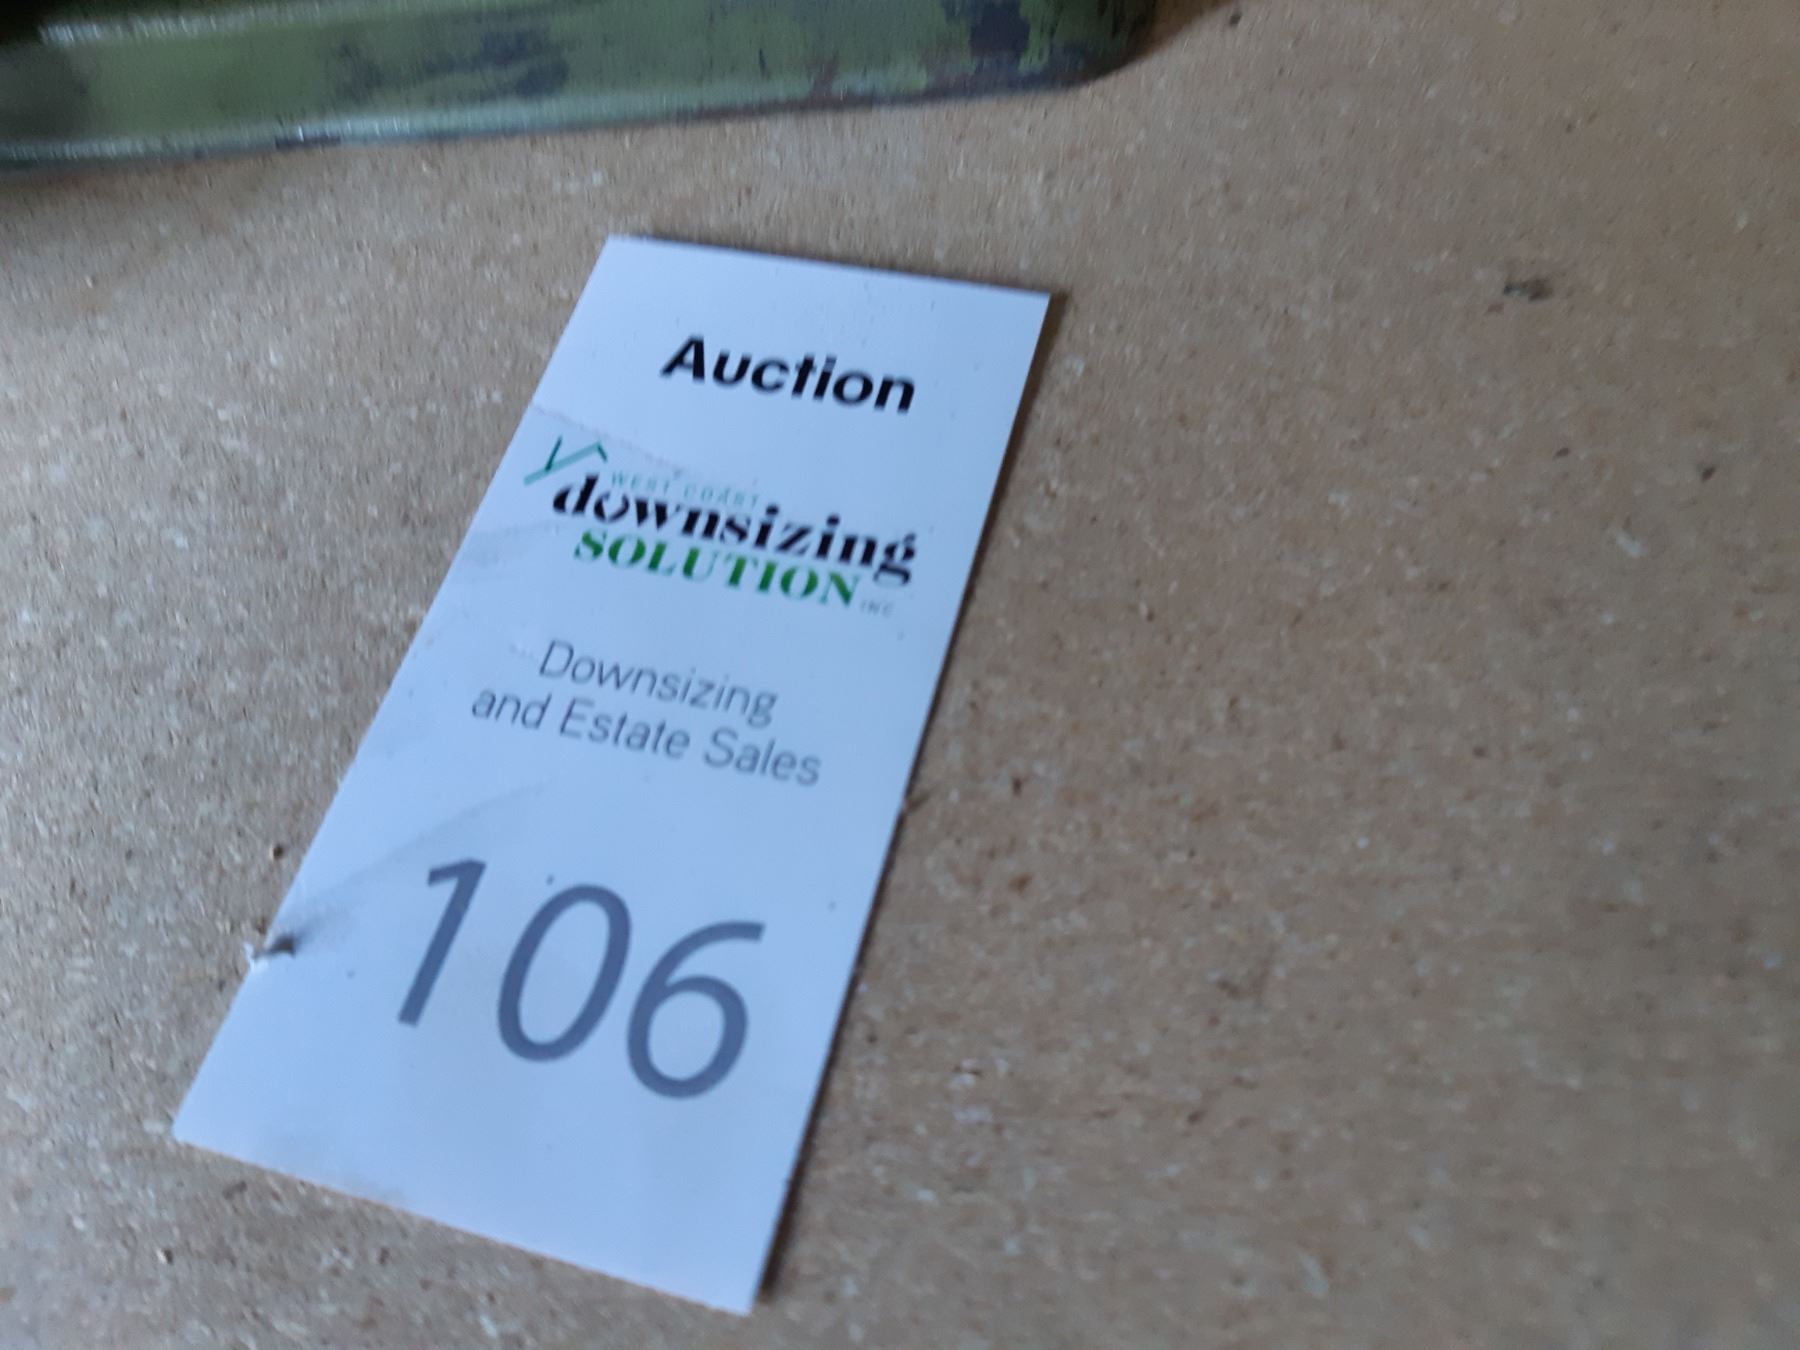 Auction
WEST COAST
downsizing
SOLUTION INC
Downsizing
and Estate Sales
106